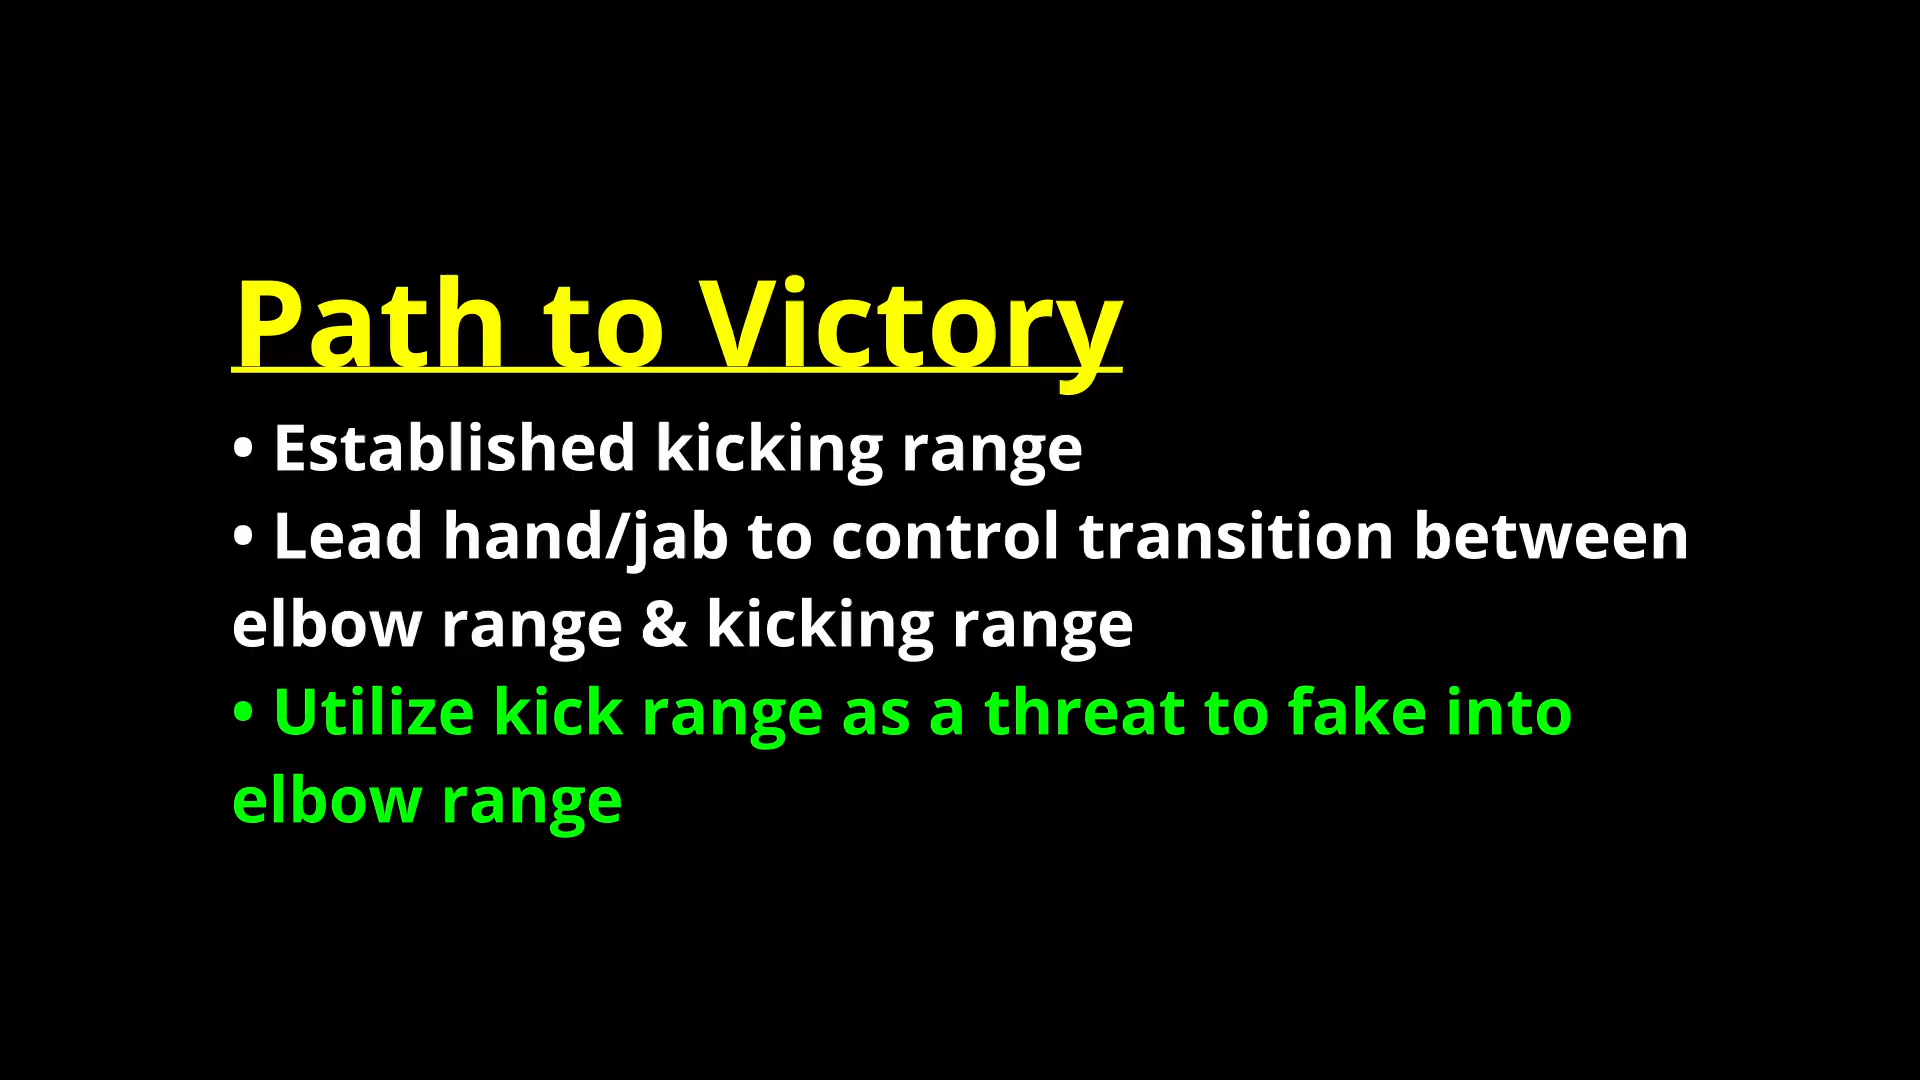 Path to Victory
• Established kicking range
• Lead hand/jab to control transition between
elbow range & kicking range
• Utilize kick range as a threat to fake into
elbow range